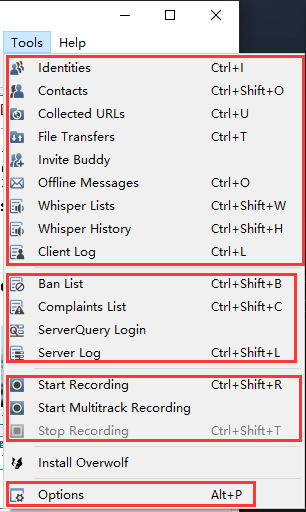 Tools Help
Identities Ctrl+I
Contacts Ctrl+Shift+O
Collected URLs Ctrl+U
File Transfers Ctrl+T
Invite Buddy
Offline Messages Ctrl+O
Whisper Lists Ctrl+Shift+W
Whisper History Ctrl+Shift+H
Client Log Ctrl+L
Ban List Ctrl+Shift+B
Complaints List Ctrl+Shift+C
ServerQuery Login
Server Log Ctrl+Shift+L
Start Recording Ctrl+Shift+R
Start Multitrack Recording
Stop Recording Ctrl+Shift+T
Install Overwolf
Options Alt+P